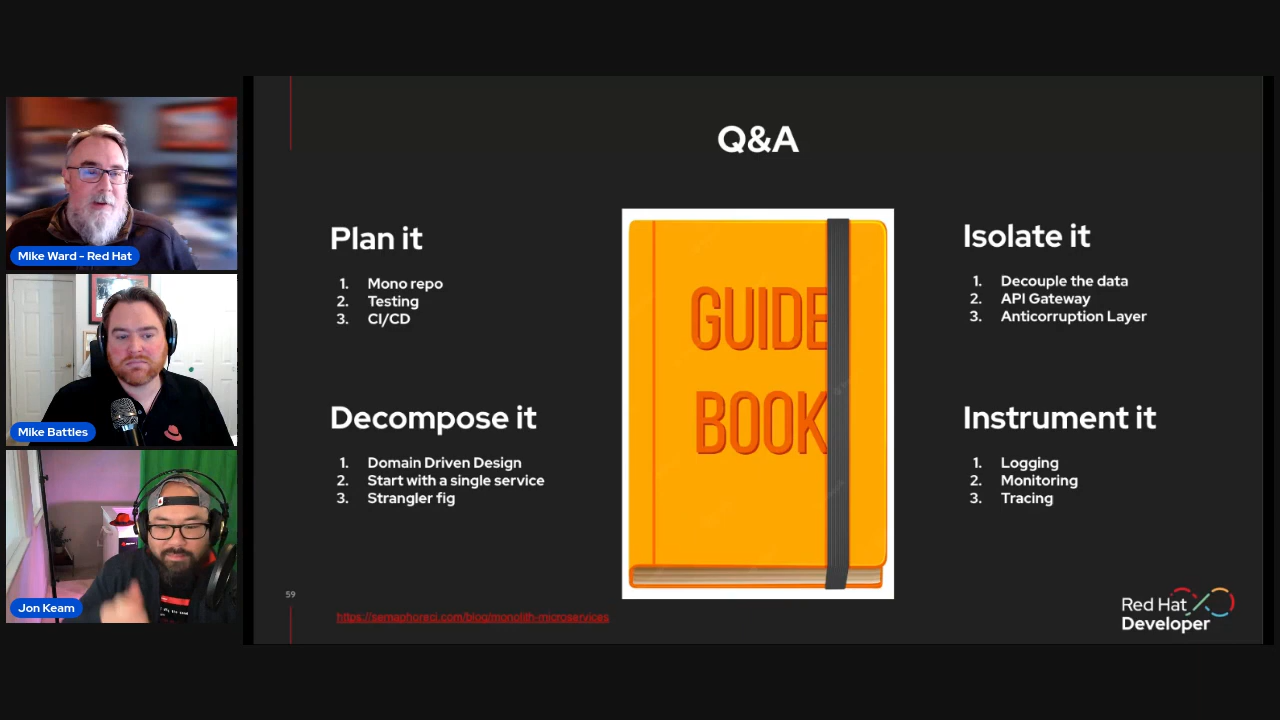 Mike Ward - Red Hat
Mike Battles
Jon Keam
Q&A
Plan it
1. Mono repo
2. Testing
3. CI/CD
Decompose it
1. Domain Driven Design
2. Start with a single service
3. Strangler fig
GUIDE
BOOK
Isolate it
1. Decouple the data
2. API Gateway
3. Anticorruption Layer
Instrument it
1. Logging
2. Monitoring
3. Tracing
59
https://semaphoreci.com/blog/monolith-microservices
Red Hat
Developer